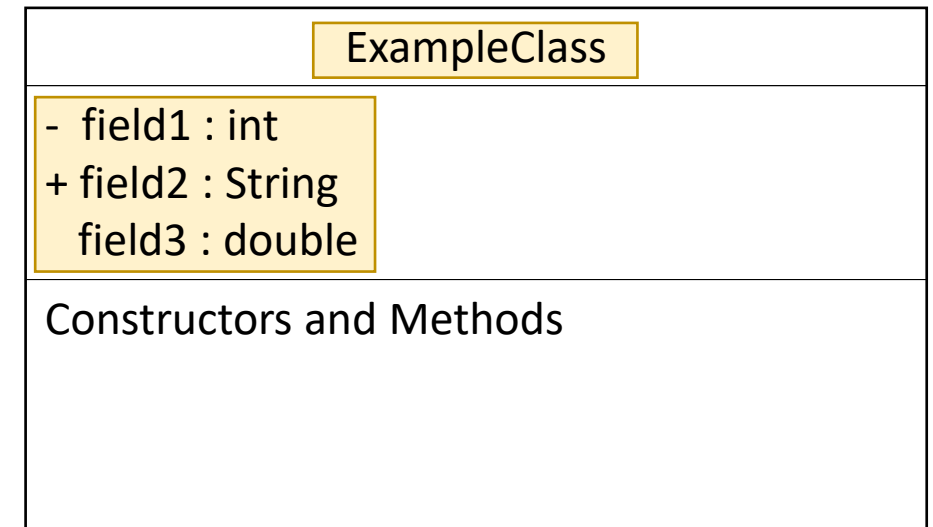 ExampleClass
- field1 : int
+ field2 : String
field3 : double
Constructors and Methods